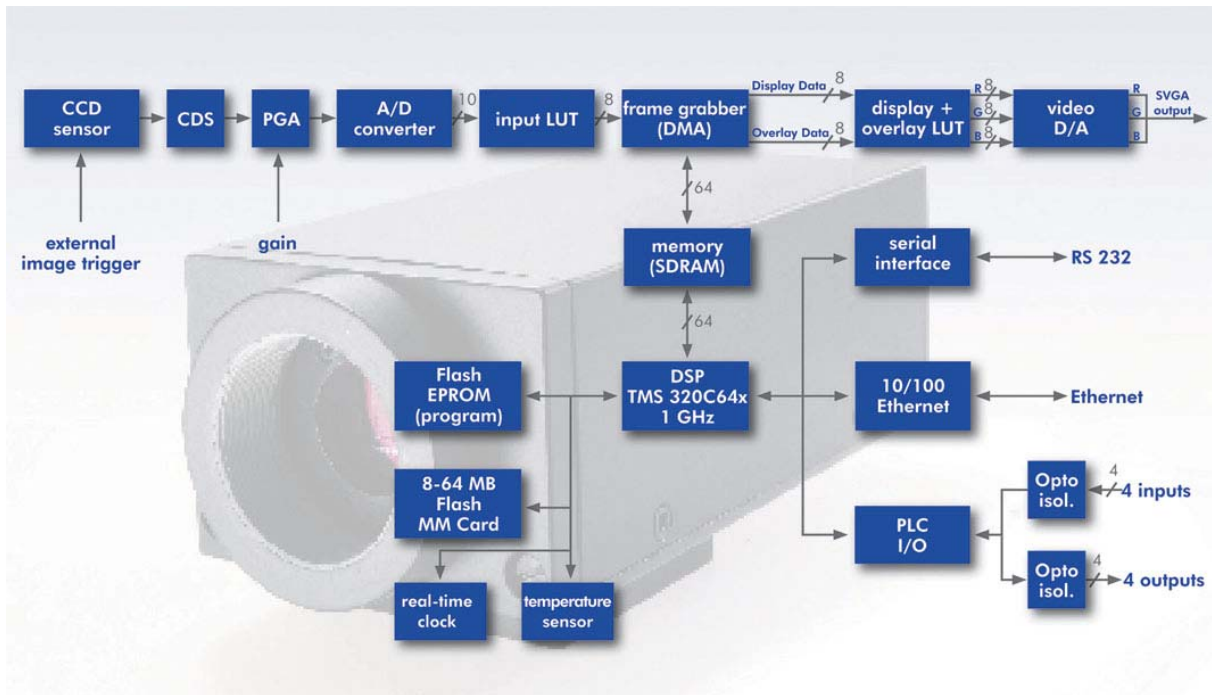 CCD
sensor
CDS
PGA
A/D
converter
10
input LUT
8
frame grabber
(DMA)
Display Data
8
Overlay Data
8
display +
overlay LUT
R
8
G
8
B
8
video
D/A
R
G
B
SVGA
output
external
image trigger
gain
64
memory
(SDRAM)
64
serial
interface
RS 232
Flash
EPROM
(program)
DSP
TMS 320C64x
1 GHz
10/100
Ethernet
Ethernet
8-64 MB
Flash
MM Card
PLC
I/O
Opto
isol.
4
4 inputs
Opto
isol.
4
4 outputs
real-time
clock
temperature
sensor
R